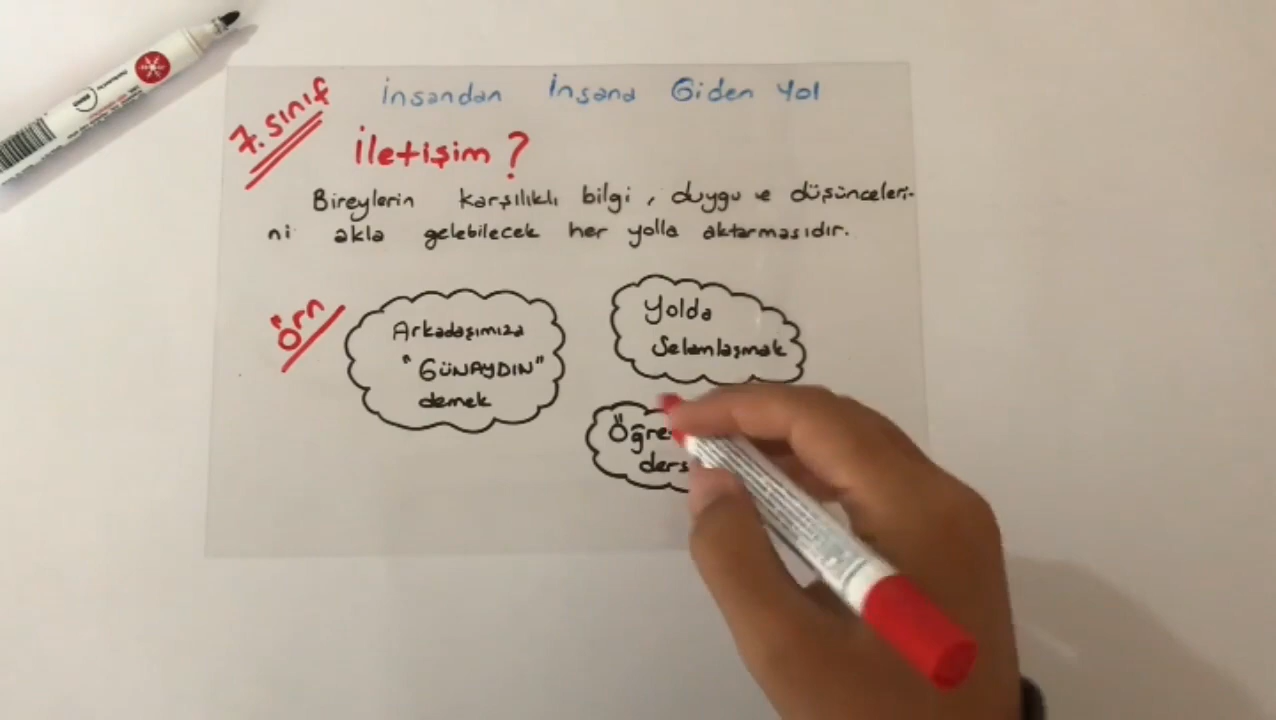 7. sınıf
İnsandan İnsana Giden Yol
İletişim ?
Bireylerin karşılıklı bilgi, duygu ve düşünceleri-
ni akla gelebilecek her yolla aktarmasıdır.
Örn
Arkadaşımıza
"GÜNAYDIN"
demek
Yolda
Selamlaşmak